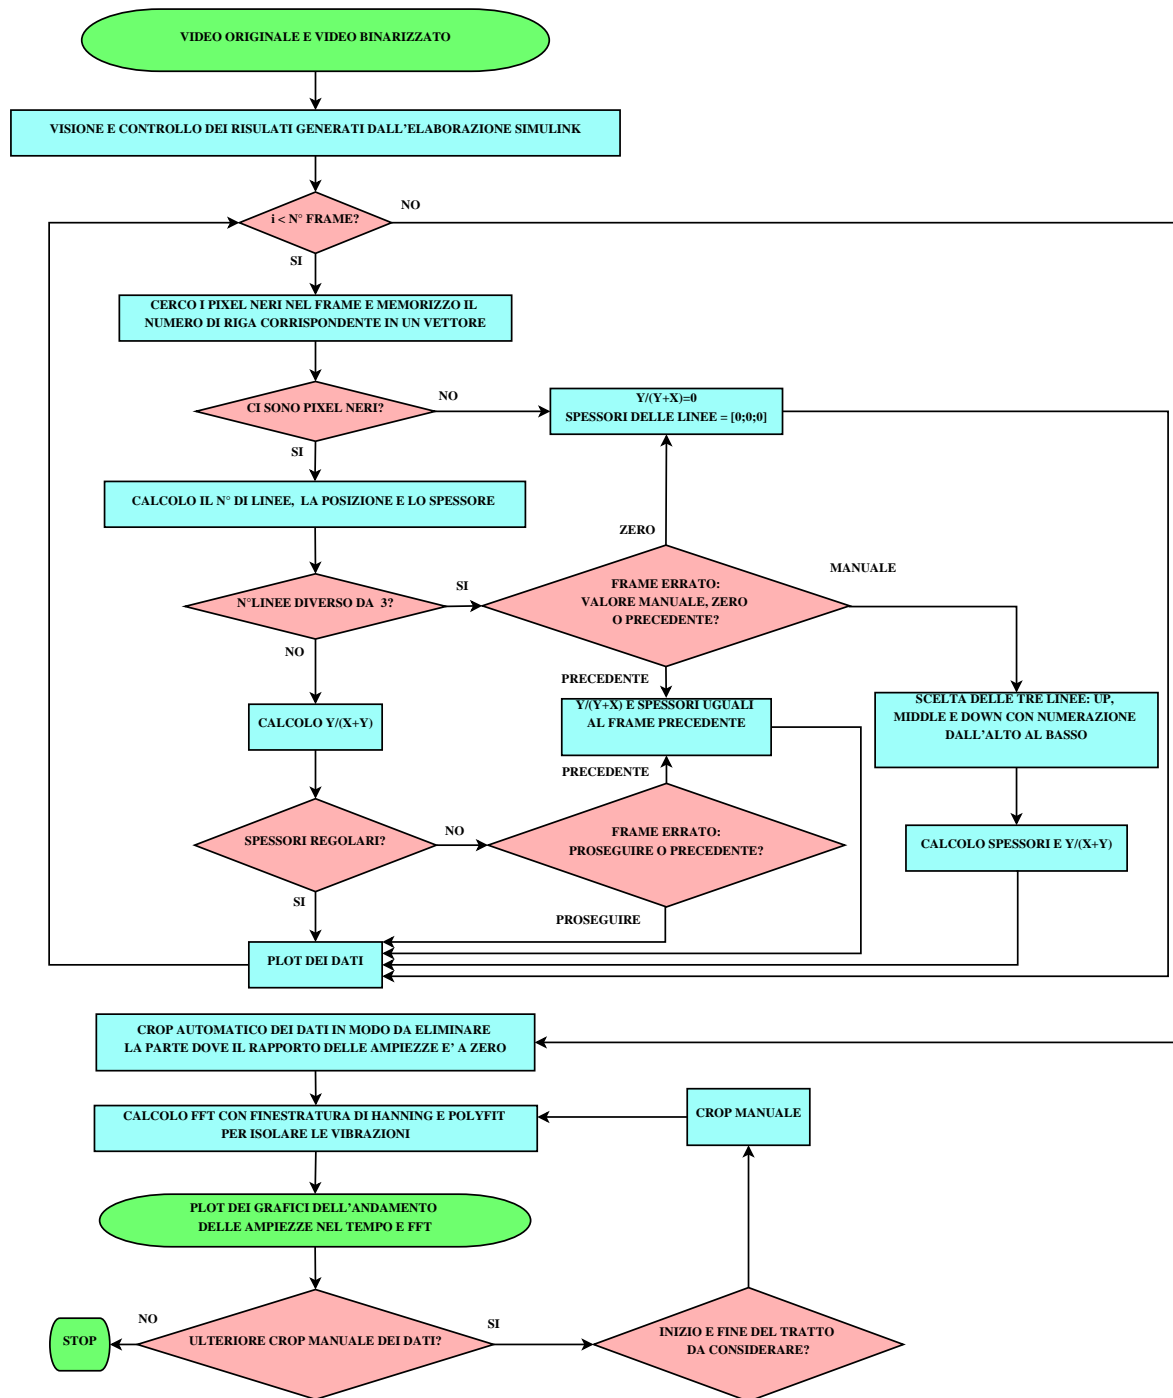 VIDEO ORIGINALE E VIDEO BINARIZZATO
VISIONE E CONTROLLO DEI RISULATI GENERATI DALL'ELABORAZIONE SIMULINK
i < N° FRAME?
NO
SI
CERCO I PIXEL NERI NEL FRAME E MEMORIZZO IL
NUMERO DI RIGA CORRISPONDENTE IN UN VETTORE
CI SONO PIXEL NERI?
NO
SI
Y/(Y+X)=0
SPESSORI DELLE LINEE = [0;0;0]
CALCOLO IL N° DI LINEE, LA POSIZIONE E LO SPESSORE
ZERO
MANUALE
N°LINEE DIVERSO DA 3?
SI
NO
FRAME ERRATO:
VALORE MANUALE, ZERO
O PRECEDENTE?
PRECEDENTE
CALCOLO Y/(X+Y)
Y/(Y+X) E SPESSORI UGUALI
AL FRAME PRECEDENTE
SCELTA DELLE TRE LINEE: UP,
MIDDLE E DOWN CON NUMERAZIONE
DALL'ALTO AL BASSO
PRECEDENTE
SPESSORI REGOLARI?
NO
SI
FRAME ERRATO:
PROSEGUIRE O PRECEDENTE?
CALCOLO SPESSORI E Y/(X+Y)
PROSEGUIRE
PLOT DEI DATI
CROP AUTOMATICO DEI DATI IN MODO DA ELIMINARE
LA PARTE DOVE IL RAPPORTO DELLE AMPIEZZE E' A ZERO
CALCOLO FFT CON FINESTRATURA DI HANNING E POLYFIT
PER ISOLARE LE VIBRAZIONI
CROP MANUALE
PLOT DEI GRAFICI DELL'ANDAMENTO
DELLE AMPIEZZE NEL TEMPO E FFT
STOP
NO
ULTERIORE CROP MANUALE DEI DATI?
SI
INIZIO E FINE DEL TRATTO
DA CONSIDERARE?